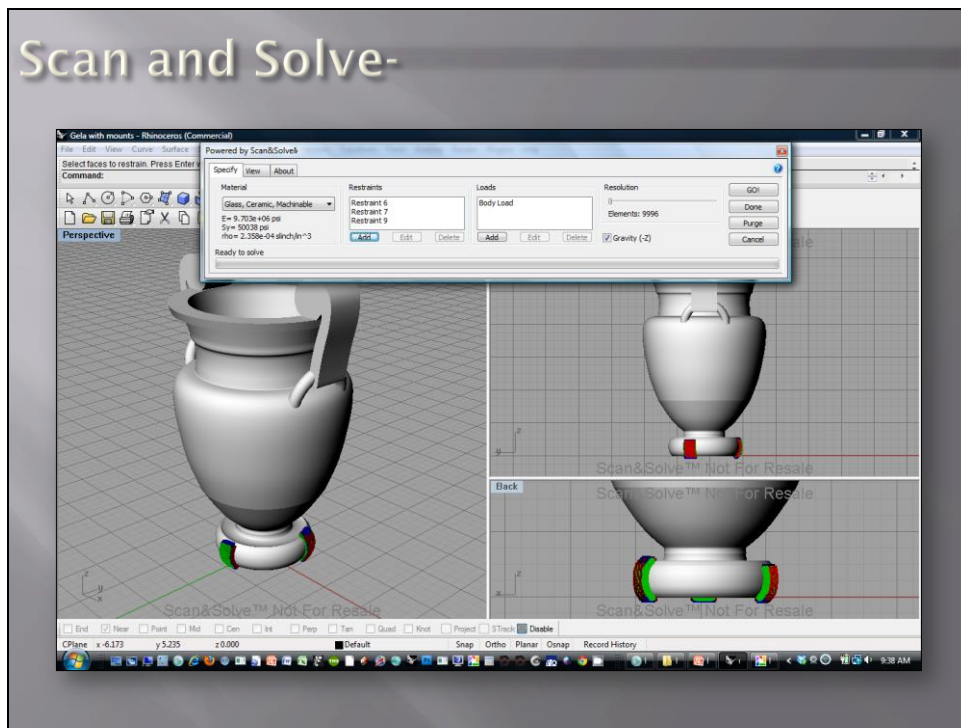 Scan and Solve-
Gela with mounts - Rhinoceros (Commercial)
File Edit View Curve Surface
Powered by Scan&Solve
Select faces to restrain. Press Enter
Command:
Specify View About
Material
Glass, Ceramic, Machinable
E= 9.703e+06 psi
Sy= 50038 psi
rho= 2.358e-04 slinch/in^3
Restraints
Restraint 6
Restraint 7
Restraint 9
Add Edit Delete
Loads
Body Load
Add Edit Delete
Resolution
Elements: 9996
Gravity (-Z)
GO!
Done
Purge
Cancel
Ready to solve
Perspective
Scan&Solve™ Not For Resale
z
y
x
z
y
Scan&Solve™ Not For Resale
Back
Scan&Solve™ Not For Resale
z
x
Scan&Solve™ Not For Resale
End Near Point Mid Cen Int Perp Tan Quad Knot Project STrack Disable
CPlane x -6.173 y 5.235 z 0.000 Default Snap Ortho Planar Osnap Record History
9:38 AM